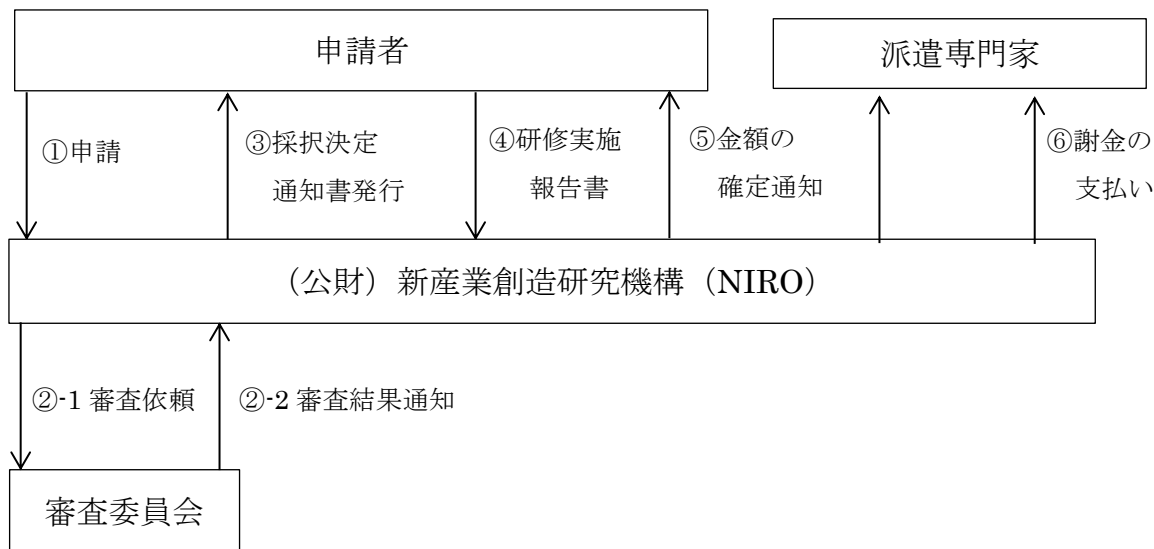 申請者
派遣専門家
①申請
③採択決定
通知書発行
④研修実施
報告書
⑤金額の
確定通知
⑥謝金の
支払い
（公財）新産業創造研究機構（NIRO）
②-1 審査依頼
②-2 審査結果通知
審査委員会